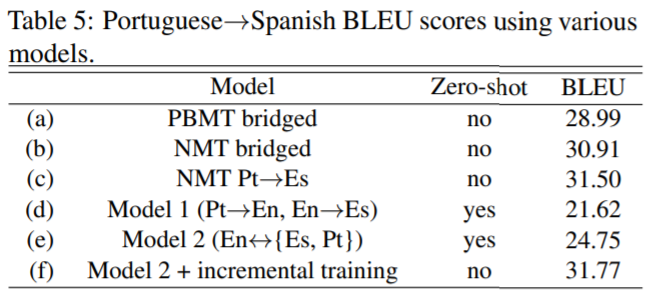 Table 5: Portuguese→Spanish BLEU scores using various
models.
Model Zero-shot BLEU
(a) PBMT bridged no 28.99
(b) NMT bridged no 30.91
(c) NMT Pt→Es no 31.50
(d) Model 1 (Pt→En, En→Es) yes 21.62
(e) Model 2 (En↔{Es, Pt}) yes 24.75
(f) Model 2 + incremental training no 31.77